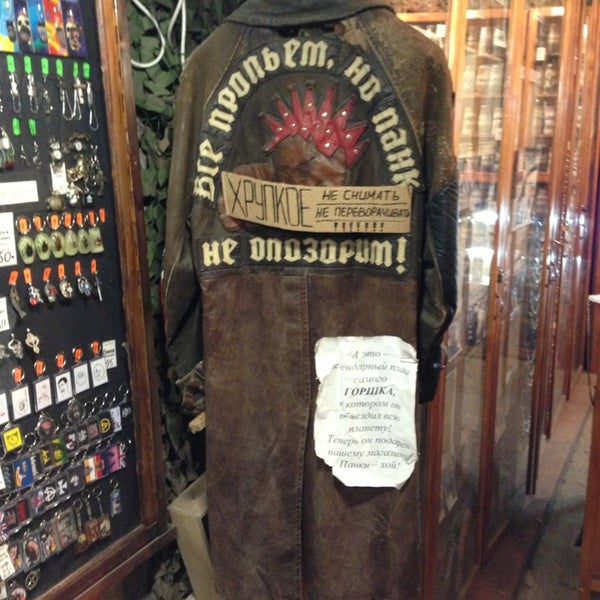 Все пропьем, но панк
ХРУПКОЕ
НЕ СНИМАТЬ
НЕ ПЕРЕВОРАЧИВАТЬ
!!!!!!!
не опозорим!
А это –
легендарный плащ
самого
ГОРШКА,
в котором он
объездил всю
планету!
Теперь он подарен
нашему магазину!
Панки – хой!